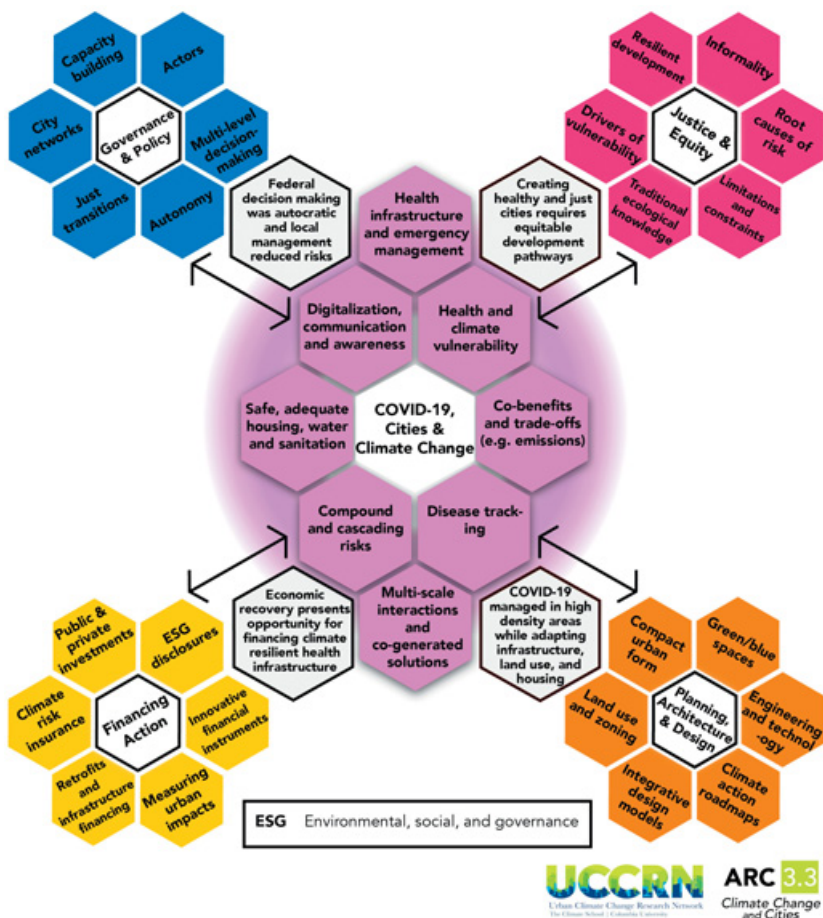 Capacity
building
Actors
City
networks
Governance
& Policy
Multi-level
decision-
making
Just
transitions
Autonomy
Resilient
development
Informality
Drivers of
vulnerability
Justice &
Equity
Root
causes of
risk
Traditional
ecological
knowledge
Limitations
and
constraints
Federal
decision making
was autocratic
and local
management
reduced risks
Health
infrastructure
and emergency
management
Creating
healthy and just
cities requires
equitable
development
pathways
Digitalization,
communication
and awareness
Health and
climate
vulnerability
Safe, adequate
housing, water
and sanitation
COVID-19,
Cities &
Climate Change
Co-benefits
and trade-offs
(e.g. emissions)
Compound
and cascading
risks
Disease track-
ing
Economic
recovery presents
opportunity for
financing climate
resilient health
infrastructure
Multi-scale
interactions
and
co-generated
solutions
COVID-19
managed in high
density areas
while adapting
infrastructure,
land use, and
housing
Public &
private
investments
ESG
disclosures
Climate
risk
insurance
Financing
Action
Innovative
financial
instruments
Retrofits
and
infrastructure
financing
Measuring
urban
impacts
Compact
urban
form
Green/blue
spaces
Land use
and zoning
Planning,
Architecture
& Design
Engineering
and technol
-ogy
Integrative
design
models
Climate
action
roadmaps
ESG Environmental, social, and governance
UCCRN
Urban Climate Change Research Network
The Climate School | Columbia University
ARC 3.3
Climate Change
and Cities